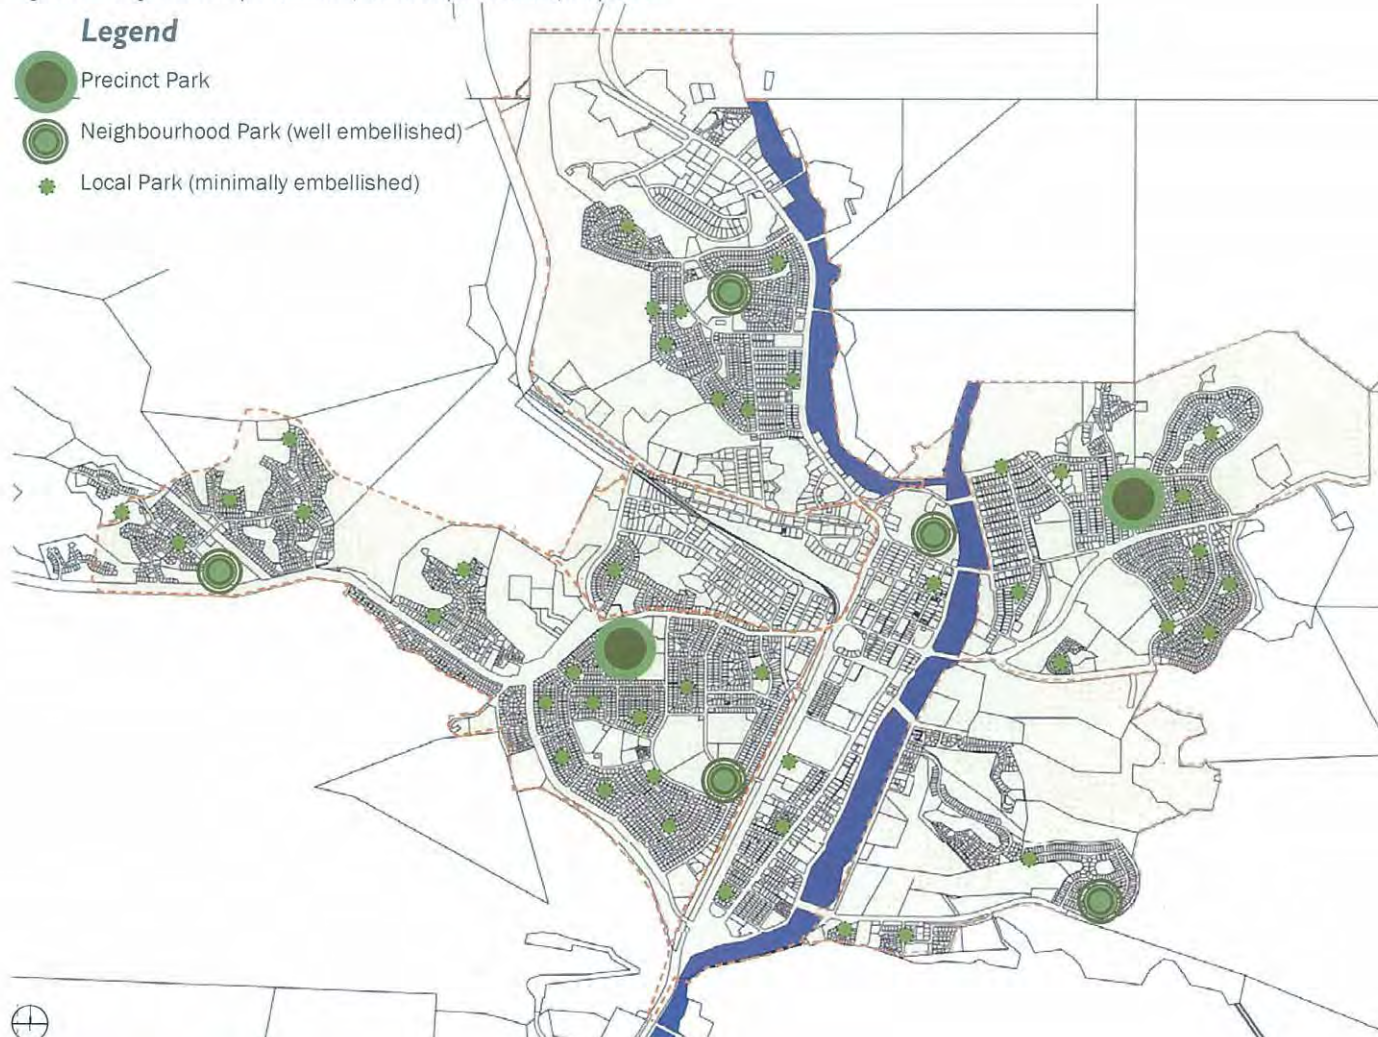 Legend
Precinct Park
Neighbourhood Park (well embellished)
Local Park (minimally embellished)